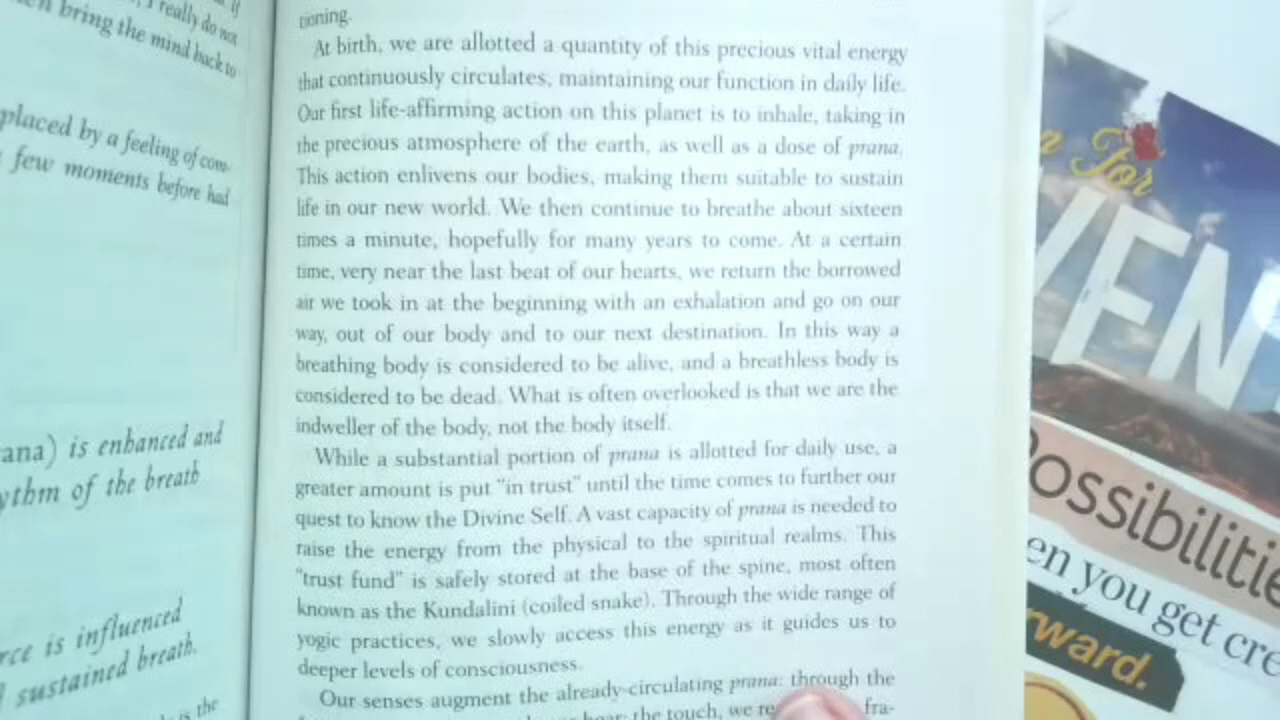 really do not
bring the mind back to
placed by a feeling of com-
few moments before had
ana) is enhanced and
ythm of the breath
rce is influenced
sustained breath.
is the
tioning.
At birth, we are allotted a quantity of this precious vital energy
that continuously circulates, maintaining our function in daily life.
Our first life-affirming action on this planet is to inhale, taking in
the precious atmosphere of the earth, as well as a dose of prana.
This action enlivens our bodies, making them suitable to sustain
life in our new world. We then continue to breathe about sixteen
times a minute, hopefully for many years to come. At a certain
time, very near the last beat of our hearts, we return the borrowed
air we took in at the beginning with an exhalation and go on our
way, out of our body and to our next destination. In this way a
breathing body is considered to be alive, and a breathless body is
considered to be dead. What is often overlooked is that we are the
indweller of the body, not the body itself.
While a substantial portion of prana is allotted for daily use, a
greater amount is put "in trust" until the time comes to further our
quest to know the Divine Self. A vast capacity of prana is needed to
raise the energy from the physical to the spiritual realms. This
"trust fund" is safely stored at the base of the spine, most often
known as the Kundalini (coiled snake). Through the wide range of
yogic practices, we slowly access this energy as it guides us to
deeper levels of consciousness.
Our senses augment the already-circulating prana: through the
hear; the touch, we re fra-
For
VEN
Possibilitie
en you get cre
rward.